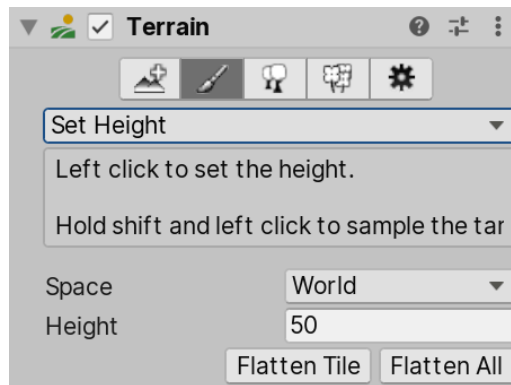 Terrain
Set Height
Left click to set the height.
Hold shift and left click to sample the tar
Space World
Height 50
Flatten Tile Flatten All